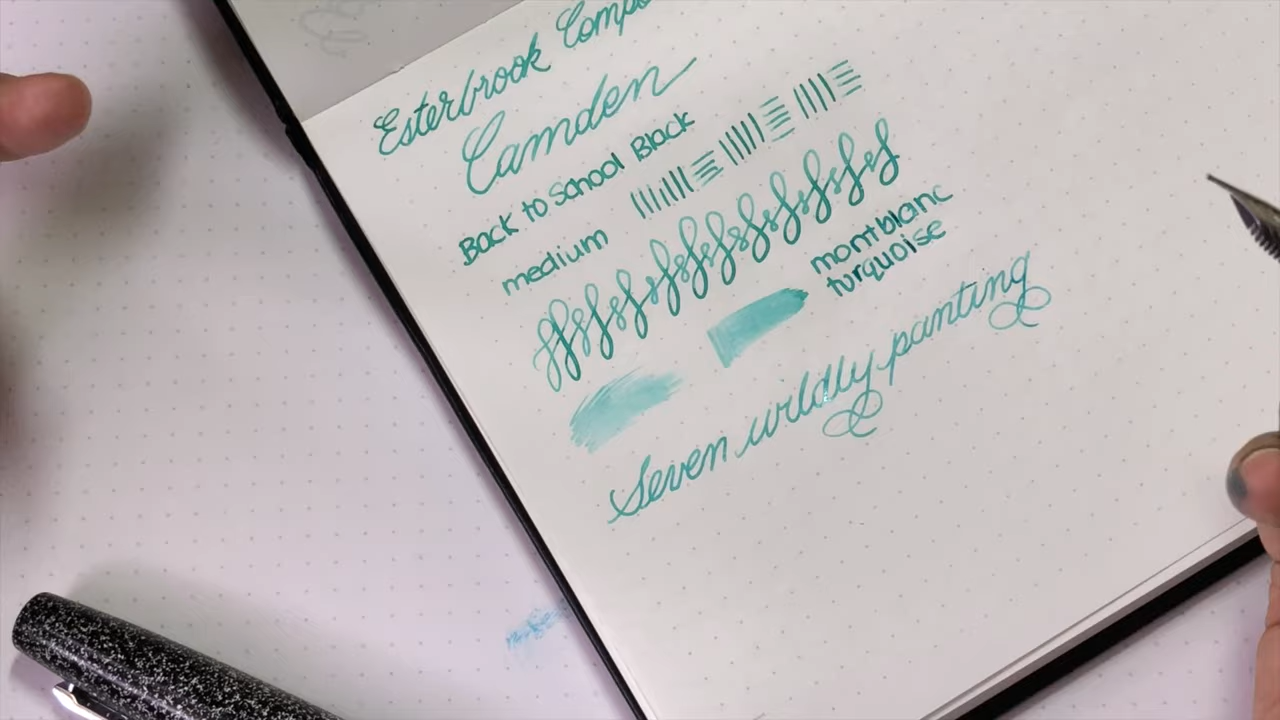 Esterbrook
Camden
Back to School Black
medium
montblanc
turquoise
Seven wildly panting